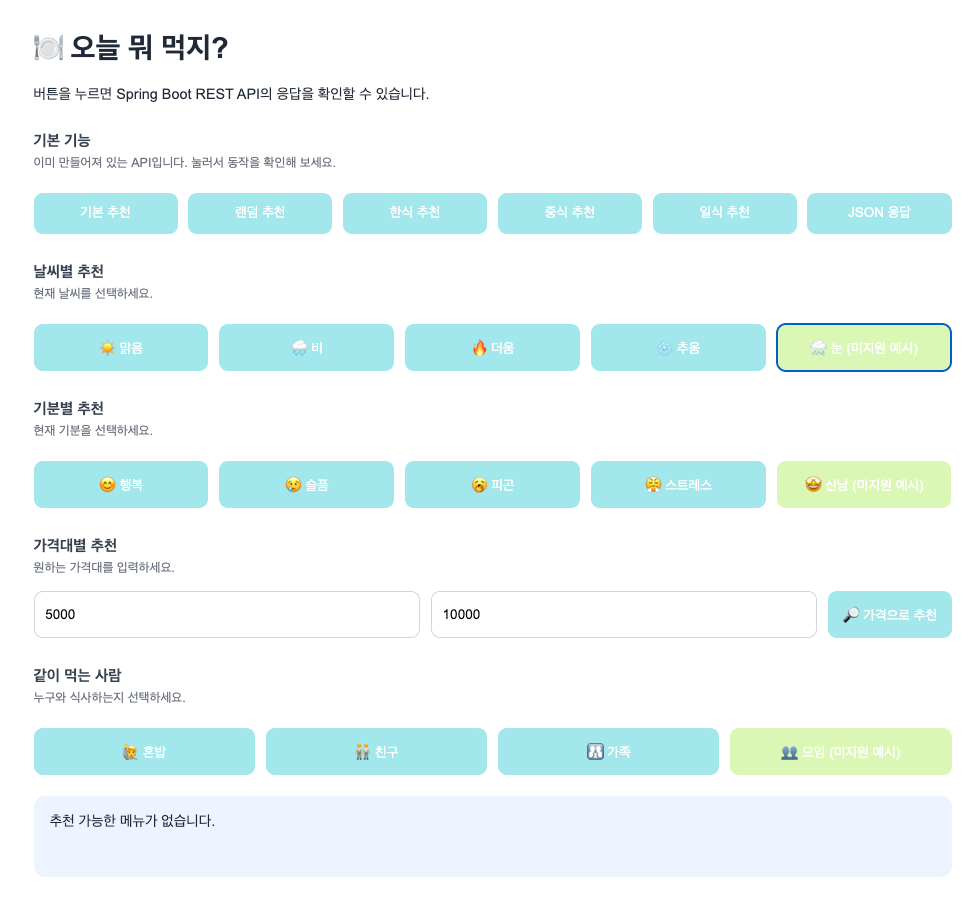 🍽️ 오늘 뭐 먹지?
버튼을 누르면 Spring Boot REST API의 응답을 확인할 수 있습니다.
기본 기능
이미 만들어져 있는 API입니다. 눌러서 동작을 확인해 보세요.
기본 추천 랜덤 추천 한식 추천 중식 추천 일식 추천 JSON 응답
날씨별 추천
현재 날씨를 선택하세요.
☀️ 맑음 🌧️ 비 🔥 더움 ❄️ 추움 🌨️ 눈 (미지원 예시)
기분별 추천
현재 기분을 선택하세요.
😊 행복 😢 슬픔 😫 피곤 😤 스트레스 🤩 신남 (미지원 예시)
가격대별 추천
원하는 가격대를 입력하세요.
5000 10000 🔎 가격으로 추천
같이 먹는 사람
누구와 식사하는지 선택하세요.
🙋 혼밥 👬 친구 👪 가족 👥 모임 (미지원 예시)
추천 가능한 메뉴가 없습니다.